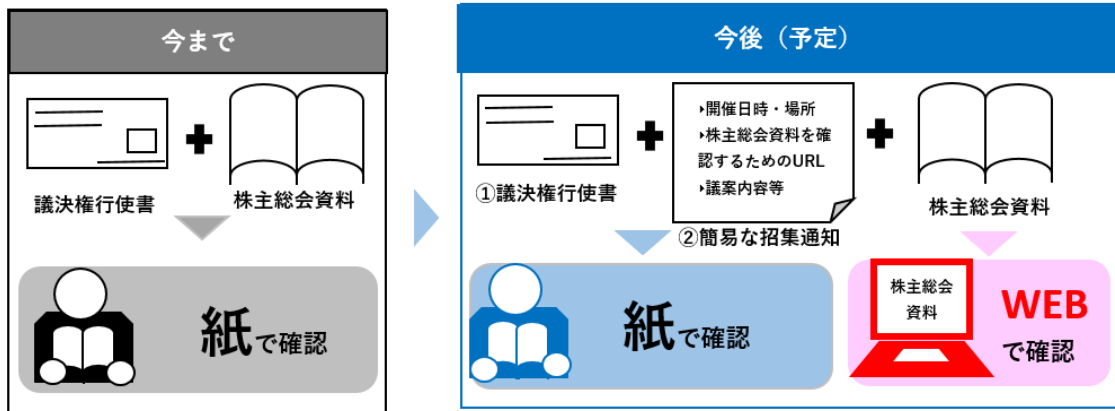 今まで
議決権行使書
株主総会資料
紙で確認
今後（予定）
▸開催日時・場所
▸株主総会資料を確
認するためのURL
▸議案内容等
①議決権行使書
②簡易な招集通知
株主総会資料
紙で確認
株主総会
資料
WEB
で確認